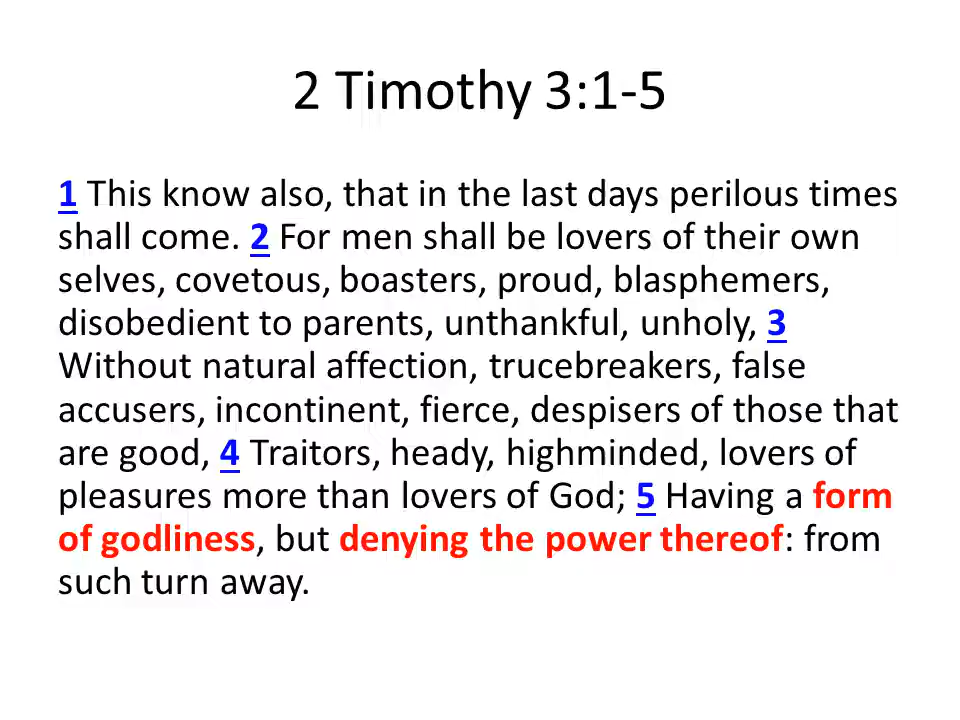 2 Timothy 3:1-5
1 This know also, that in the last days perilous times
shall come. 2 For men shall be lovers of their own
selves, covetous, boasters, proud, blasphemers,
disobedient to parents, unthankful, unholy, 3
Without natural affection, trucebreakers, false
accusers, incontinent, fierce, despisers of those that
are good, 4 Traitors, heady, highminded, lovers of
pleasures more than lovers of God; 5 Having a form
of godliness, but denying the power thereof: from
such turn away.